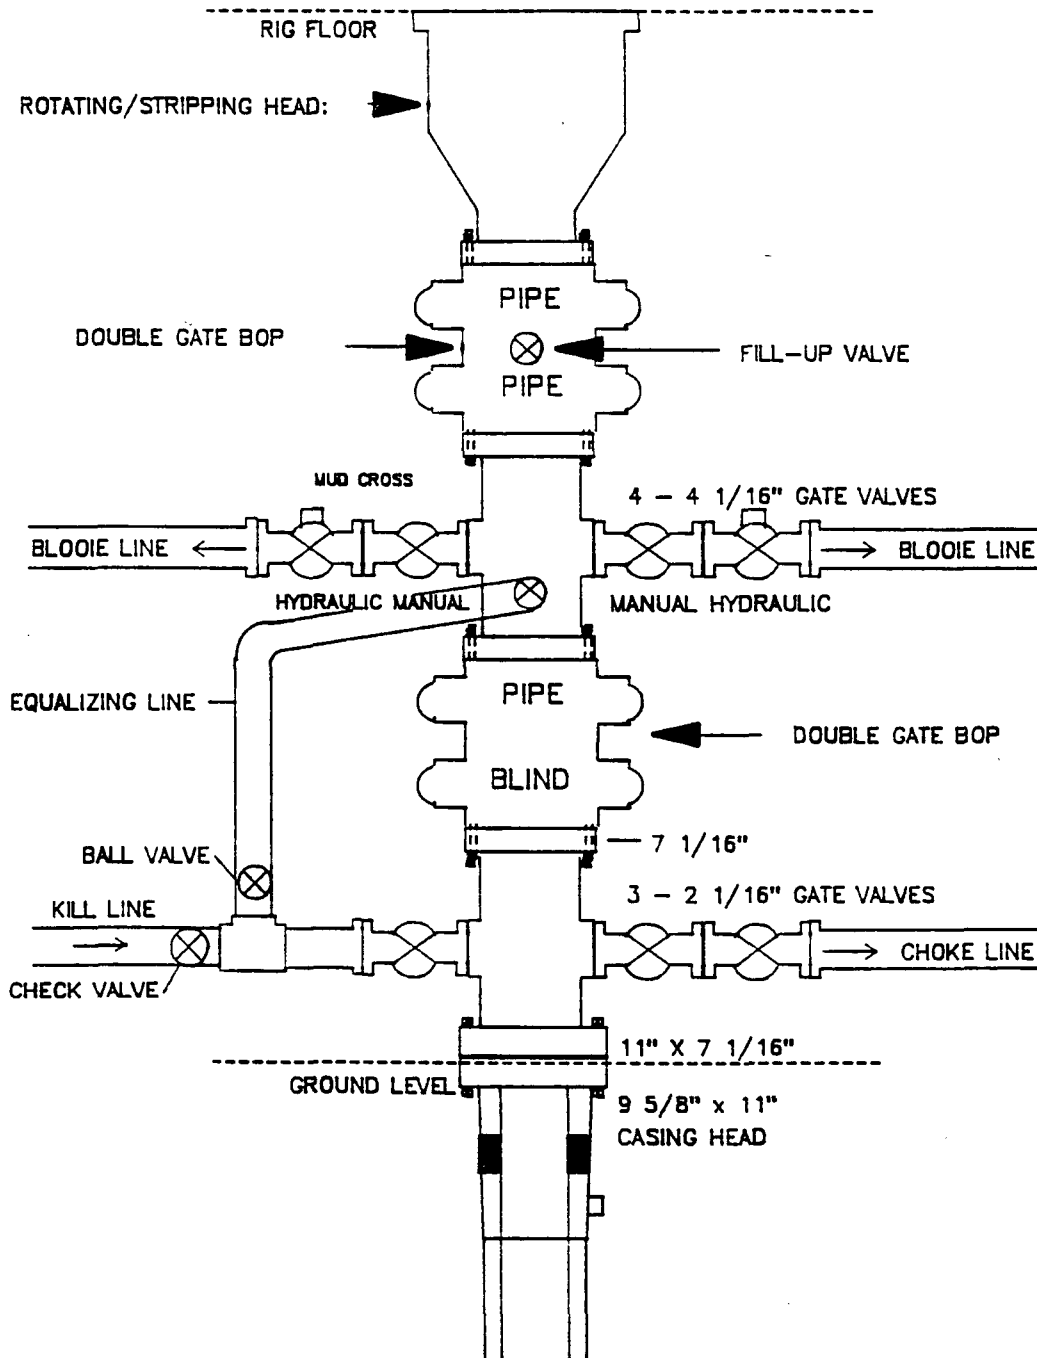 RIG FLOOR
ROTATING/STRIPPING HEAD:
PIPE
DOUBLE GATE BOP
FILL-UP VALVE
PIPE
MUD CROSS
4 - 4 1/16" GATE VALVES
BLOOIE LINE
BLOOIE LINE
HYDRAULIC MANUAL
MANUAL HYDRAULIC
EQUALIZING LINE
PIPE
DOUBLE GATE BOP
BLIND
7 1/16"
BALL VALVE
3 - 2 1/16" GATE VALVES
KILL LINE
CHOKE LINE
CHECK VALVE
11" X 7 1/16"
GROUND LEVEL
9 5/8" x 11"
CASING HEAD